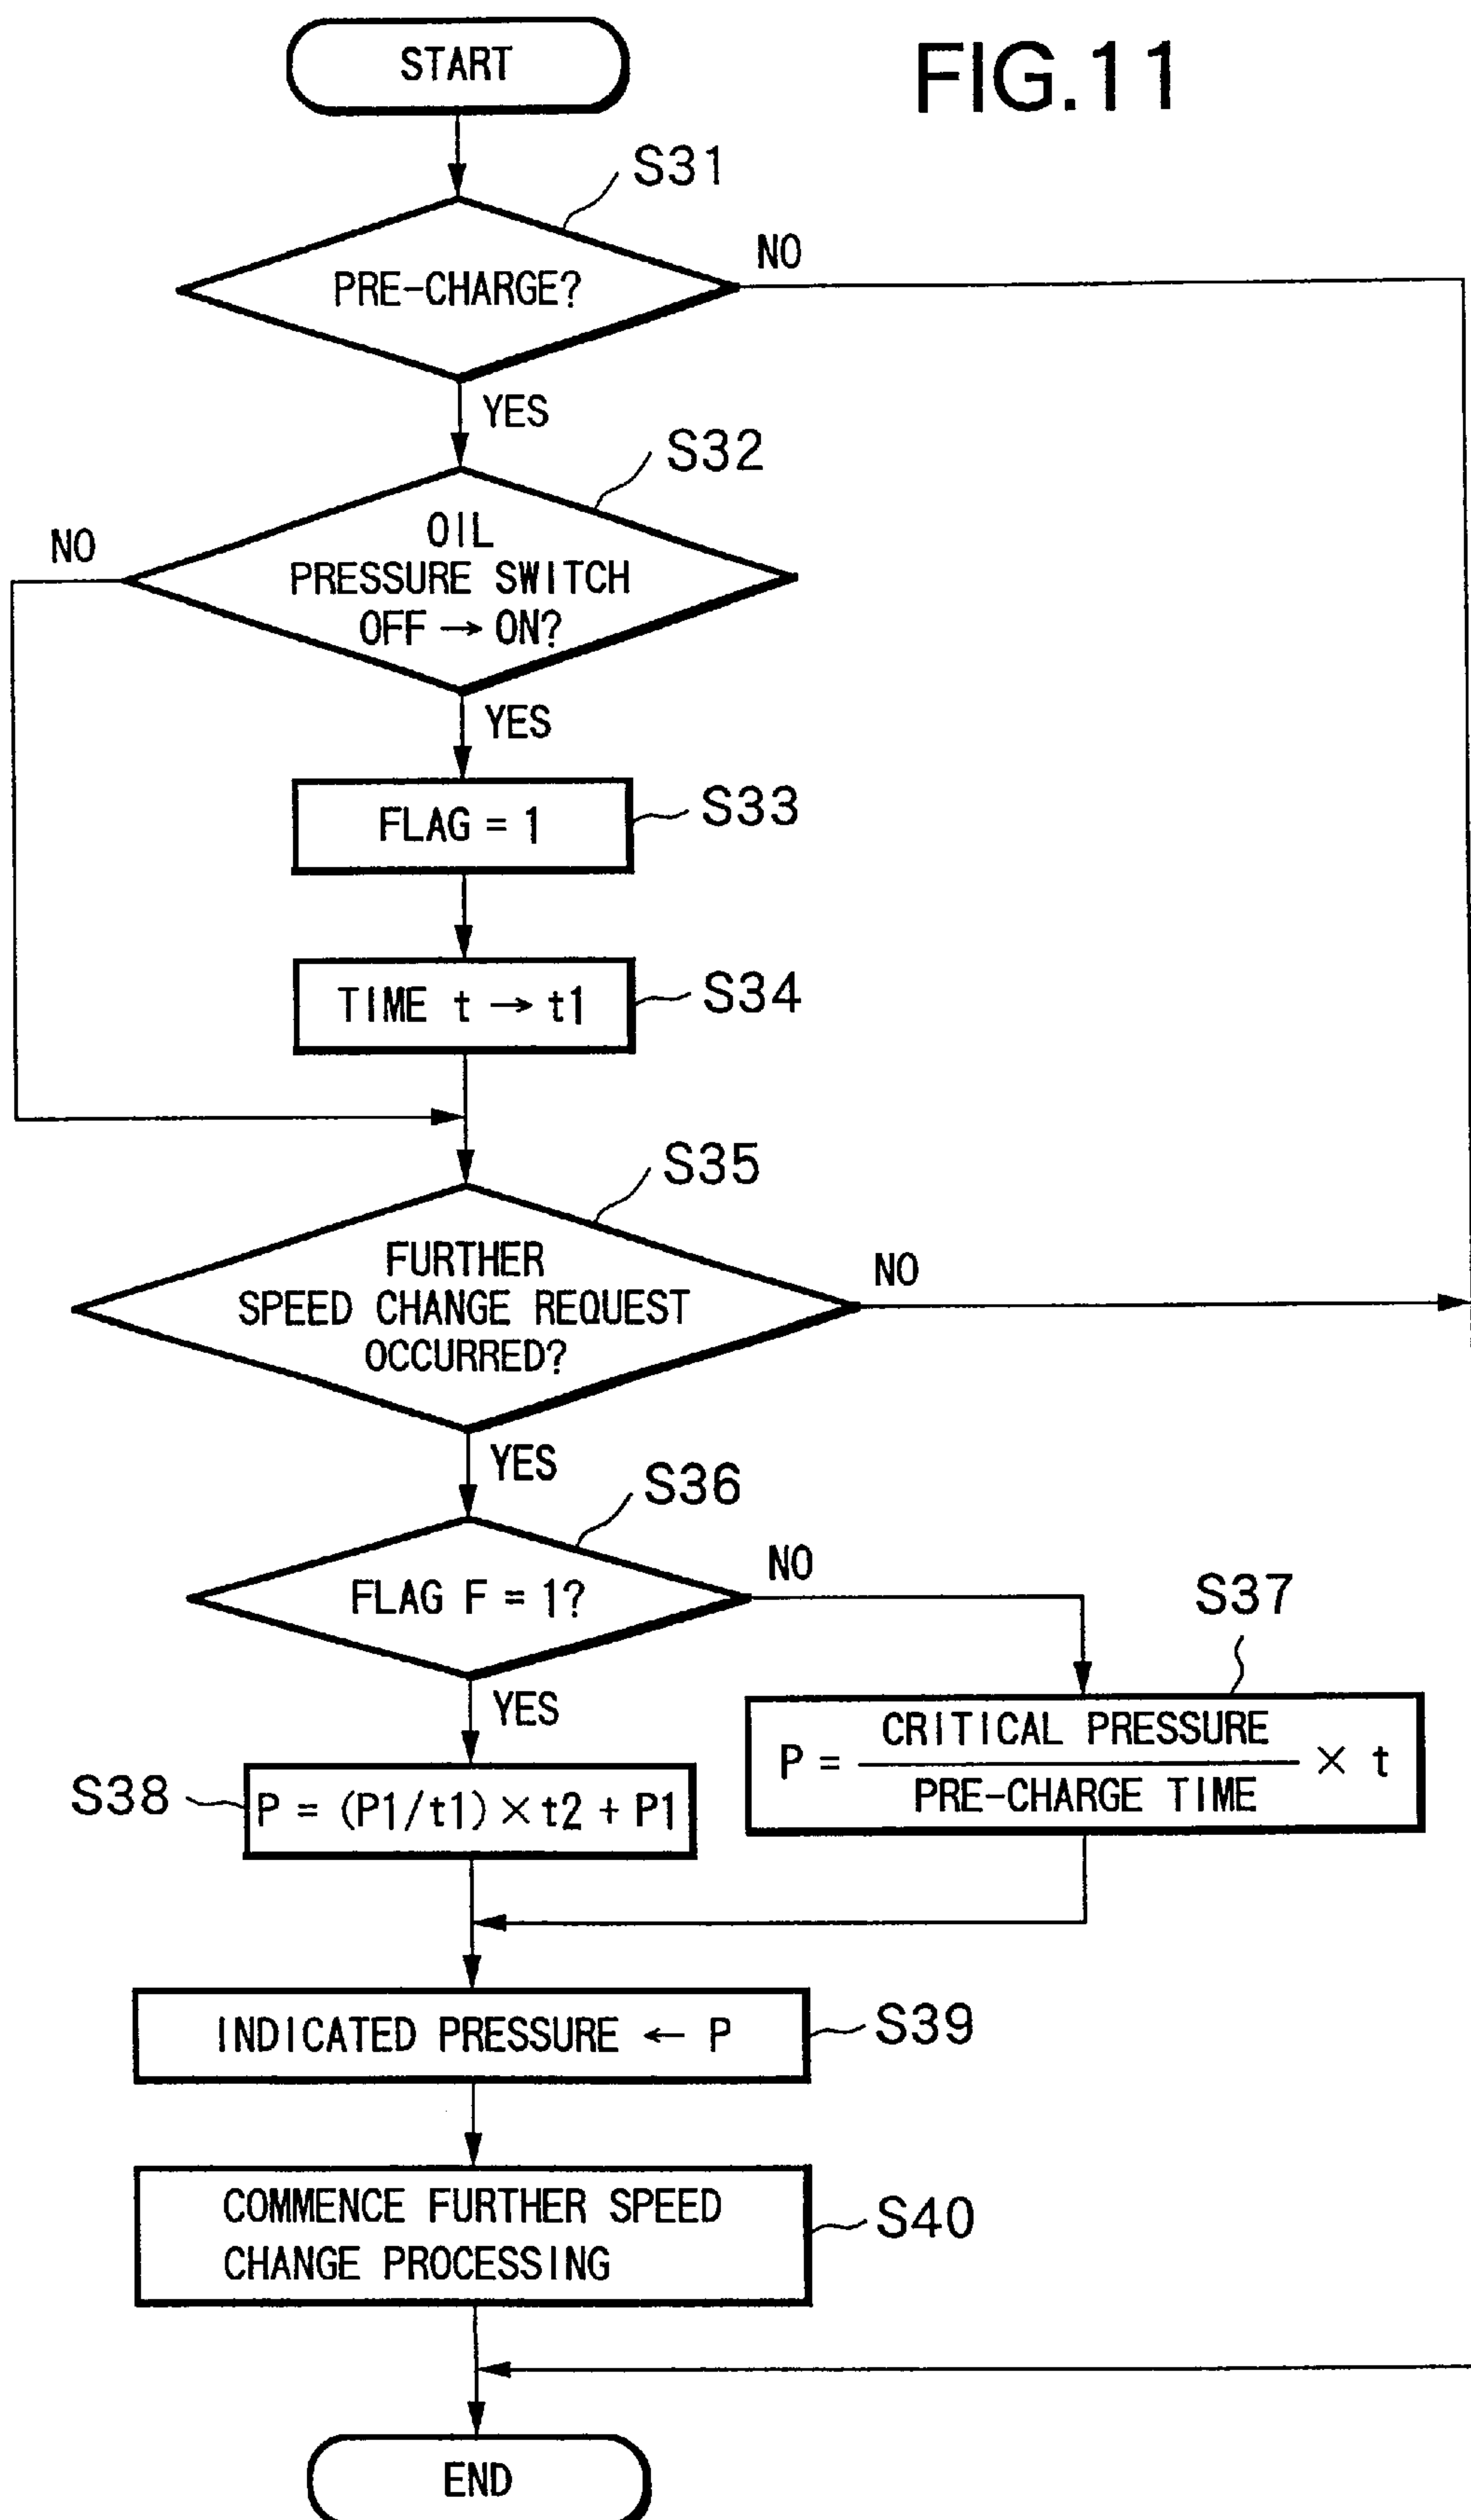 START
FIG.11
S31
PRE-CHARGE?
NO
YES
S32
OIL
PRESSURE SWITCH
OFF → ON?
NO
YES
FLAG = 1
S33
TIME t → t1
S34
S35
FURTHER
SPEED CHANGE REQUEST
OCCURRED?
NO
YES
S36
FLAG F = 1?
NO
S37
YES
CRITICAL PRESSURE
P = ――― × t
PRE-CHARGE TIME
S38
P = (P1/t1) × t2 + P1
INDICATED PRESSURE ← P
S39
COMMENCE FURTHER SPEED
CHANGE PROCESSING
S40
END